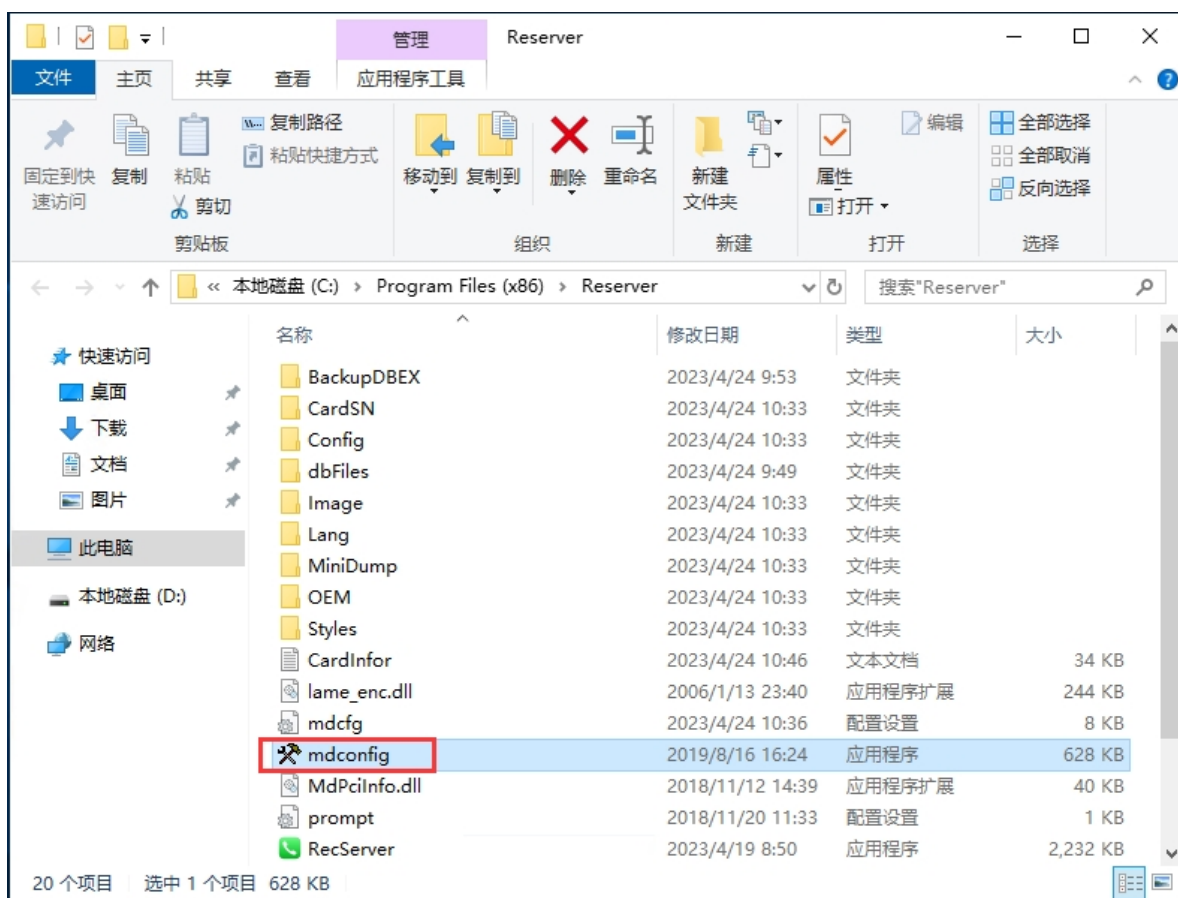 管理 Reserver
文件 主页 共享 查看 应用程序工具
固定到快速访问
复制
粘贴
复制路径
粘贴快捷方式
剪切
移动到 复制到 删除 重命名
新建
文件夹
属性
打开
编辑
全部选择
全部取消
反向选择
剪贴板 组织 新建 打开 选择
« 本地磁盘 (C:) › Program Files (x86) › Reserver 搜索"Reserver"
快速访问
桌面
下载
文档
图片
此电脑
本地磁盘 (D:)
网络
名称 修改日期 类型 大小
BackupDBEX 2023/4/24 9:53 文件夹
CardSN 2023/4/24 10:33 文件夹
Config 2023/4/24 10:33 文件夹
dbFiles 2023/4/24 9:49 文件夹
Image 2023/4/24 10:33 文件夹
Lang 2023/4/24 10:33 文件夹
MiniDump 2023/4/24 10:33 文件夹
OEM 2023/4/24 10:33 文件夹
Styles 2023/4/24 10:33 文件夹
CardInfor 2023/4/24 10:46 文本文档 34 KB
lame_enc.dll 2006/1/13 23:40 应用程序扩展 244 KB
mdcfg 2023/4/24 10:36 配置设置 8 KB
mdconfig 2019/8/16 16:24 应用程序 628 KB
MdPciInfo.dll 2018/11/12 14:39 应用程序扩展 40 KB
prompt 2018/11/20 11:33 配置设置 1 KB
RecServer 2023/4/19 8:50 应用程序 2,232 KB
20 个项目 选中 1 个项目 628 KB